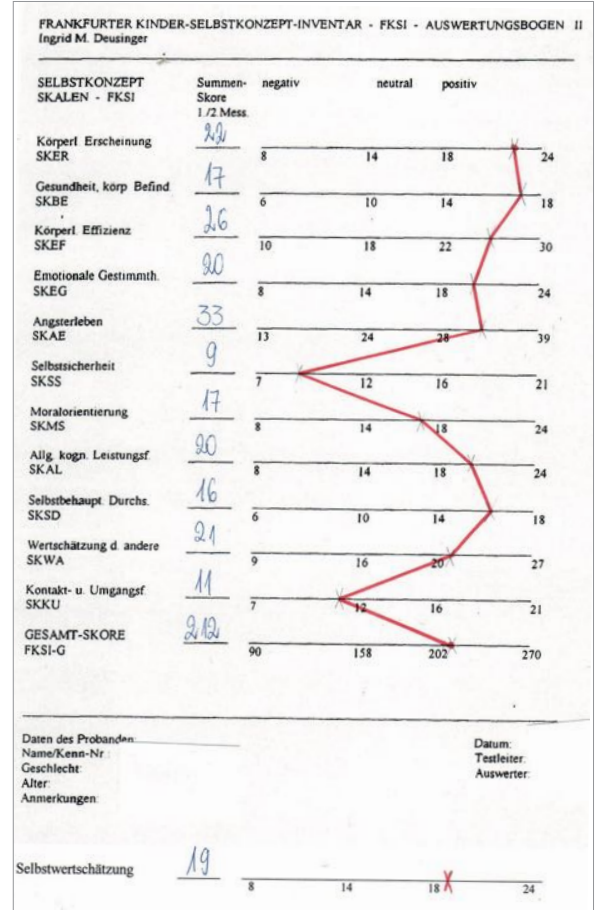 FRANKFURTER KINDER-SELBSTKONZEPT-INVENTAR - FKSI - AUSWERTUNGSBOGEN II
Ingrid M. Deusinger
SELBSTKONZEPT Summen- negativ neutral positiv
SKALEN - FKSI Skore
1./2.Mess.
Körperl. Erscheinung 22
SKER 8 14 18 24
Gesundheit, körp Befind 17
SKBE 6 10 14 18
Körperl. Effizienz 26
SKEF 10 18 22 30
Emotionale Gestimmth. 20
SKEG 8 14 18 24
Angsterleben 33
SKAE 13 24 28 39
Selbstsicherheit 9
SKSS 7 12 16 21
Moralorientierung 17
SKMS 8 14 18 24
Allg. kogn. Leistungsf. 20
SKAL 8 14 18 24
Selbstbehaupt. Durchs. 16
SKSD 6 10 14 18
Wertschätzung d. andere 21
SKWA 9 16 20 27
Kontakt- u. Umgangsf. 11
SKKU 7 12 16 21
GESAMT-SKORE 212
FKSI-G 90 158 202 270
Daten des Probanden: Datum:
Name/Kenn-Nr.: Testleiter:
Geschlecht: Auswerter:
Alter:
Anmerkungen:
Selbstwertschätzung 19
8 14 18 24